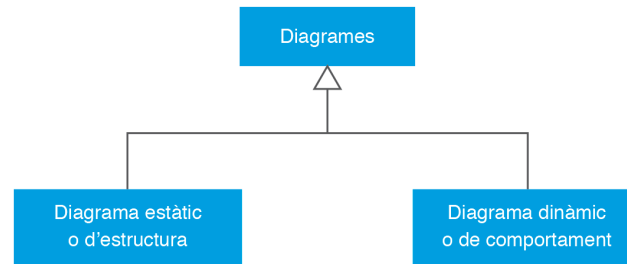 Diagrames
Diagrama estàtic
o d’estructura
Diagrama dinàmic
o de comportament